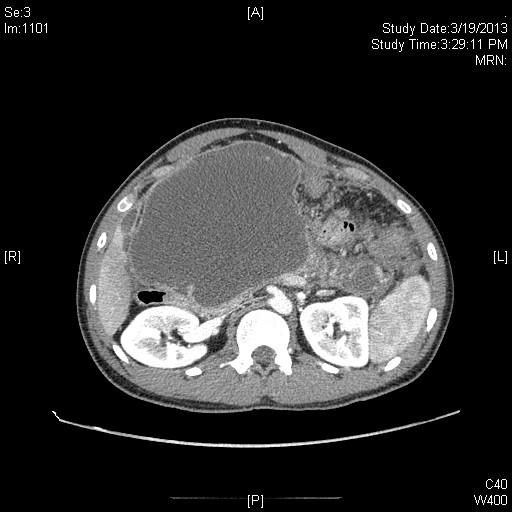 Se:3
Im:1101
[A]
Study Date:3/19/2013
Study Time:3:29:11 PM
MRN:
[R]
[L]
[P]
C40
W400